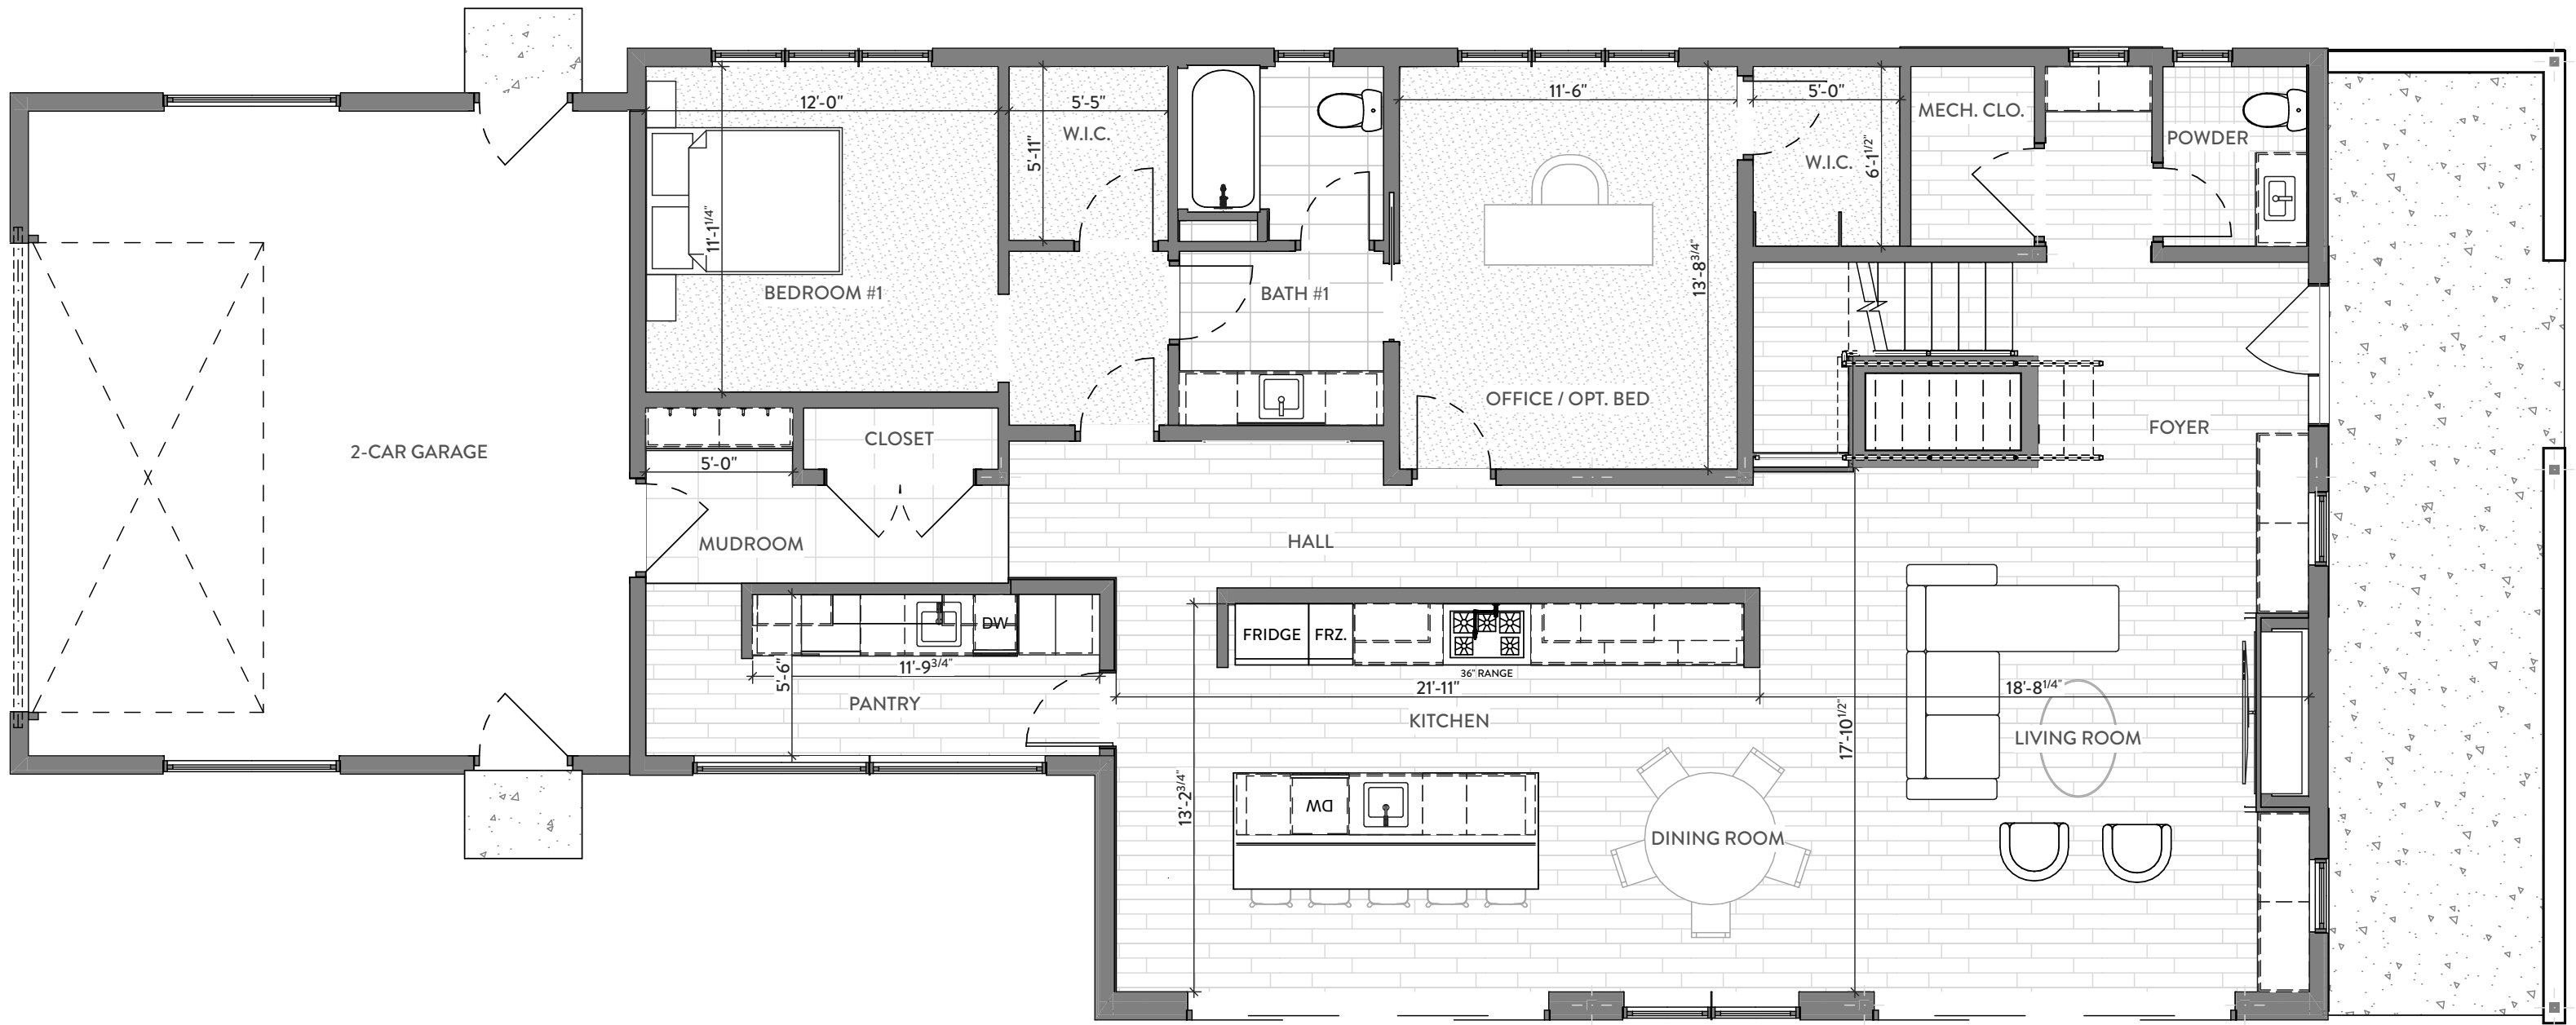 12'-0"
5'-5"
11'-6"
5'-0"
MECH. CLO.
W.I.C.
POWDER
5'-11"
W.I.C.
6'-1 1/2"
11'-1 1/4"
13'-8 3/4"
BEDROOM #1
BATH #1
OFFICE / OPT. BED
FOYER
2-CAR GARAGE
CLOSET
5'-0"
MUDROOM
HALL
DW
FRIDGE
FRZ.
36" RANGE
11'-9 3/4"
5'-6"
21'-11"
18'-8 1/4"
PANTRY
KITCHEN
17'-10 1/2"
LIVING ROOM
13'-2 3/4"
DW
DINING ROOM